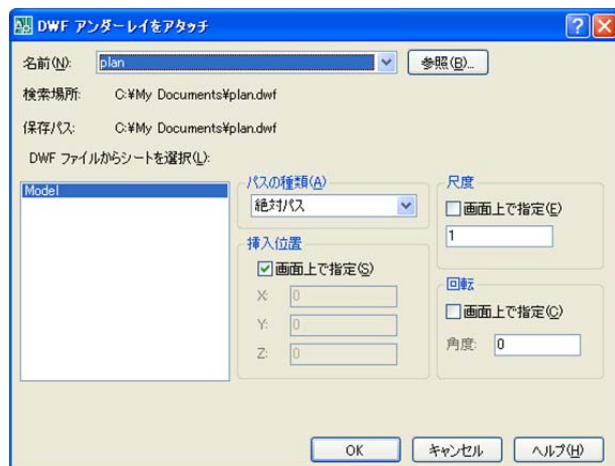 DWF アンダーレイをアタッチ
名前(N): plan 参照(B)...
検索場所: C:¥My Documents¥plan.dwf
保存パス: C:¥My Documents¥plan.dwf
DWF ファイルからシートを選択(L):
Model
パスの種類(A)
絶対パス
挿入位置
画面上で指定(S)
X: 0
Y: 0
Z: 0
尺度
画面上で指定(E)
1
回転
画面上で指定(C)
角度: 0
OK キャンセル ヘルプ(H)